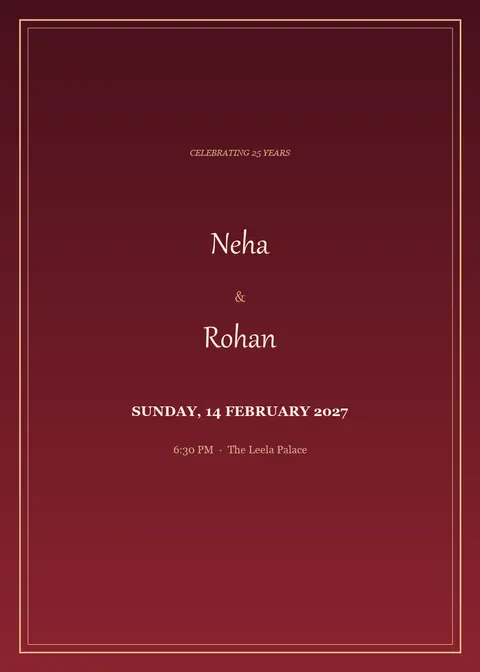 CELEBRATING 25 YEARS
Neha
&
Rohan
SUNDAY, 14 FEBRUARY 2027
6:30 PM · The Leela Palace